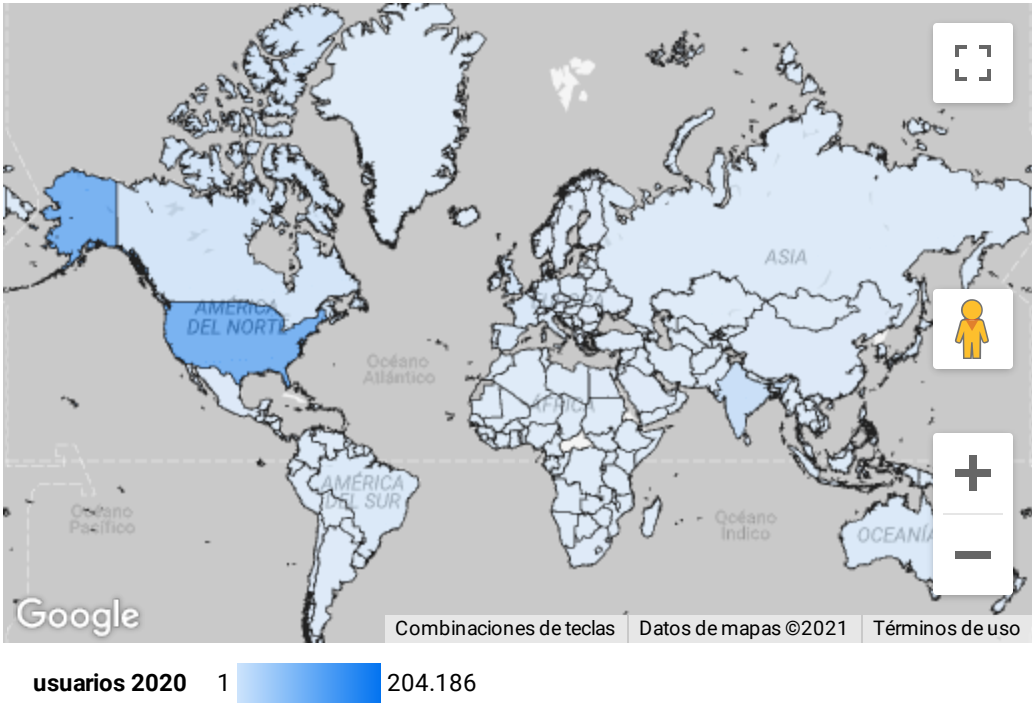 ASIA
AMÉRICA
DEL NORTE
EUROPA
Océano
Atlántico
ÁFRICA
AMÉRICA
DEL SUR
Océano
Pacífico
Océano
Índico
OCEANÍA
Google
Combinaciones de teclas
Datos de mapas ©2021
Términos de uso
usuarios 2020 1 204.186